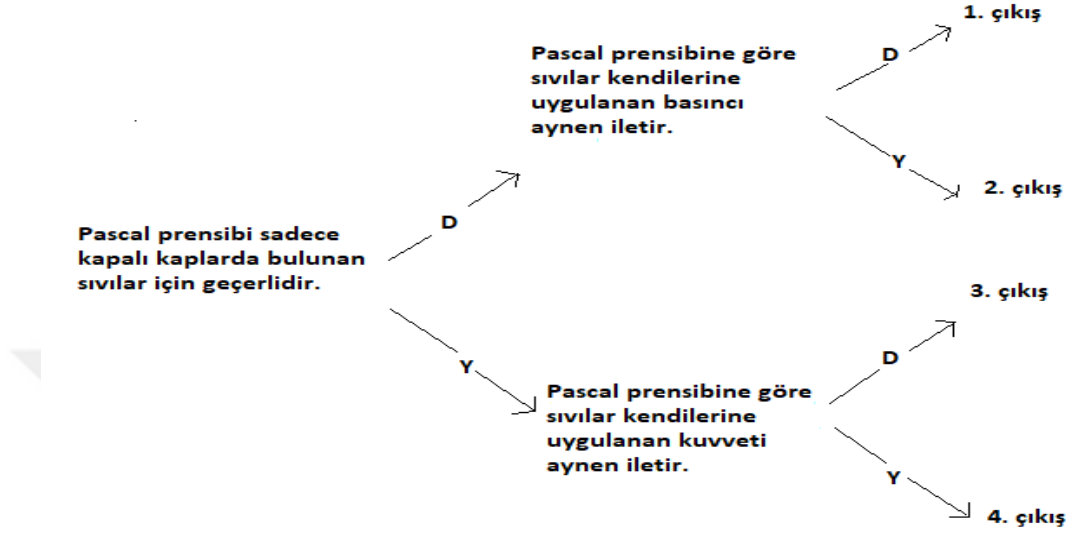 1. çıkış
Pascal prensibine göre
sıvılar kendilerine
uygulanan basıncı
aynen iletir.
D
Y
2. çıkış
D
Pascal prensibi sadece
kapalı kaplarda bulunan
sıvılar için geçerlidir.
Y
3. çıkış
D
Pascal prensibine göre
sıvılar kendilerine
uygulanan kuvveti
aynen iletir.
Y
4. çıkış